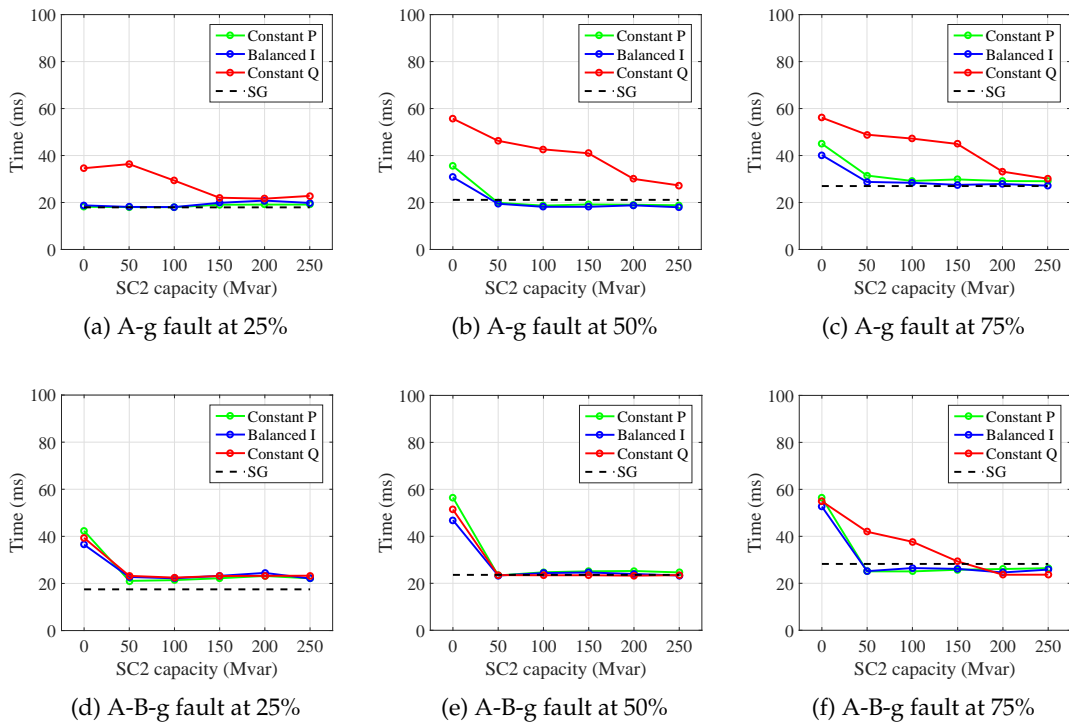 100
80
60
40
20
0
Time (ms)
Constant P
Balanced I
Constant Q
SG
0 50 100 150 200 250
SC2 capacity (Mvar)
(a) A-g fault at 25%
100
80
60
40
20
0
Time (ms)
Constant P
Balanced I
Constant Q
SG
0 50 100 150 200 250
SC2 capacity (Mvar)
(b) A-g fault at 50%
100
80
60
40
20
0
Time (ms)
Constant P
Balanced I
Constant Q
SG
0 50 100 150 200 250
SC2 capacity (Mvar)
(c) A-g fault at 75%
100
80
60
40
20
0
Time (ms)
Constant P
Balanced I
Constant Q
SG
0 50 100 150 200 250
SC2 capacity (Mvar)
(d) A-B-g fault at 25%
100
80
60
40
20
0
Time (ms)
Constant P
Balanced I
Constant Q
SG
0 50 100 150 200 250
SC2 capacity (Mvar)
(e) A-B-g fault at 50%
100
80
60
40
20
0
Time (ms)
Constant P
Balanced I
Constant Q
SG
0 50 100 150 200 250
SC2 capacity (Mvar)
(f) A-B-g fault at 75%